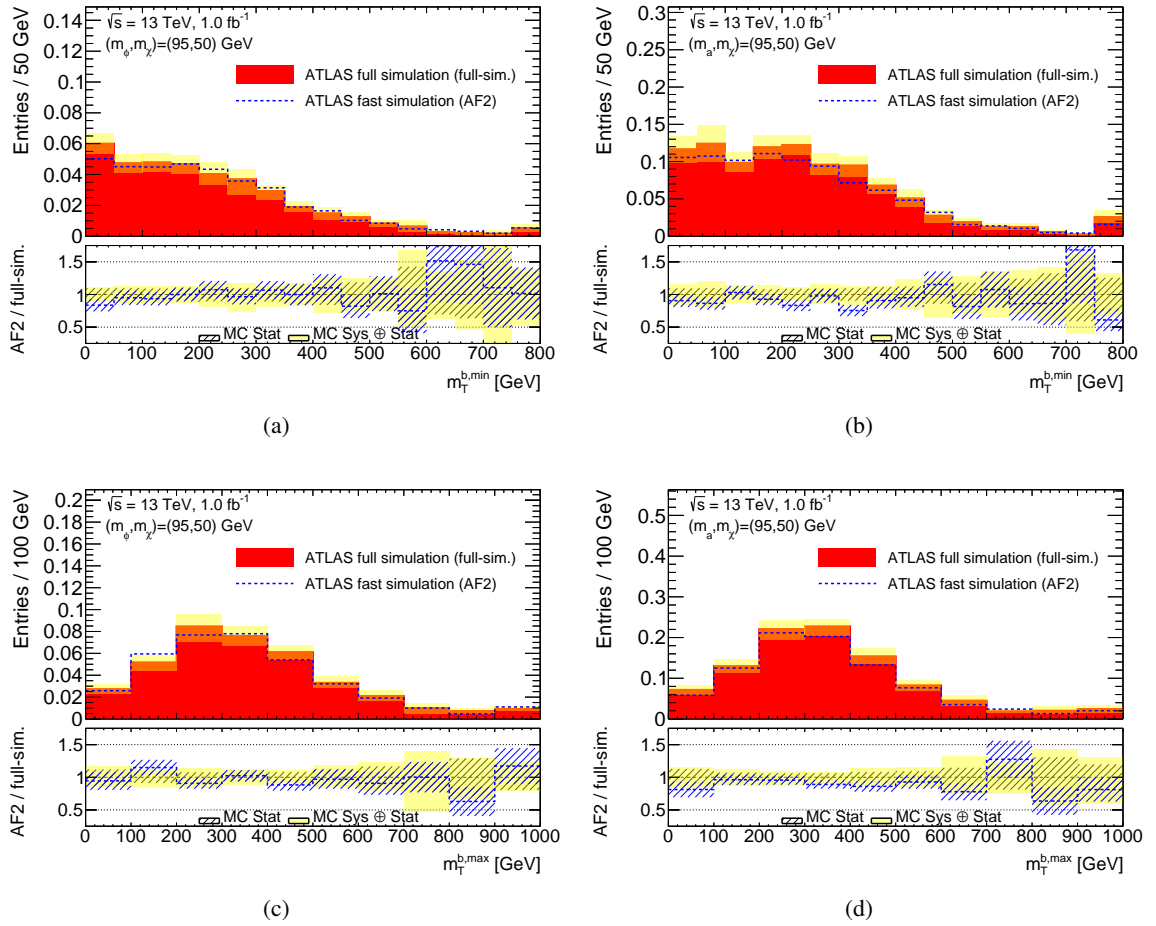 √s = 13 TeV, 1.0 fb⁻¹
(m_ϕ,m_χ)=(95,50) GeV
ATLAS full simulation (full-sim.)
ATLAS fast simulation (AF2)
Entries / 50 GeV
0.14
0.12
0.1
0.08
0.06
0.04
0.02
0
AF2 / full-sim.
1.5
1
0.5
MC Stat MC Sys ⊕ Stat
0 100 200 300 400 500 600 700 800
m_T^{b,min} [GeV]
(a)
√s = 13 TeV, 1.0 fb⁻¹
(m_a,m_χ)=(95,50) GeV
ATLAS full simulation (full-sim.)
ATLAS fast simulation (AF2)
Entries / 50 GeV
0.3
0.25
0.2
0.15
0.1
0.05
0
AF2 / full-sim.
1.5
1
0.5
MC Stat MC Sys ⊕ Stat
0 100 200 300 400 500 600 700 800
m_T^{b,min} [GeV]
(b)
√s = 13 TeV, 1.0 fb⁻¹
(m_ϕ,m_χ)=(95,50) GeV
ATLAS full simulation (full-sim.)
ATLAS fast simulation (AF2)
Entries / 100 GeV
0.2
0.18
0.16
0.14
0.12
0.1
0.08
0.06
0.04
0.02
0
AF2 / full-sim.
1.5
1
0.5
MC Stat MC Sys ⊕ Stat
0 100 200 300 400 500 600 700 800 900 1000
m_T^{b,max} [GeV]
(c)
√s = 13 TeV, 1.0 fb⁻¹
(m_a,m_χ)=(95,50) GeV
ATLAS full simulation (full-sim.)
ATLAS fast simulation (AF2)
Entries / 100 GeV
0.5
0.4
0.3
0.2
0.1
0
AF2 / full-sim.
1.5
1
0.5
MC Stat MC Sys ⊕ Stat
0 100 200 300 400 500 600 700 800 900 1000
m_T^{b,max} [GeV]
(d)